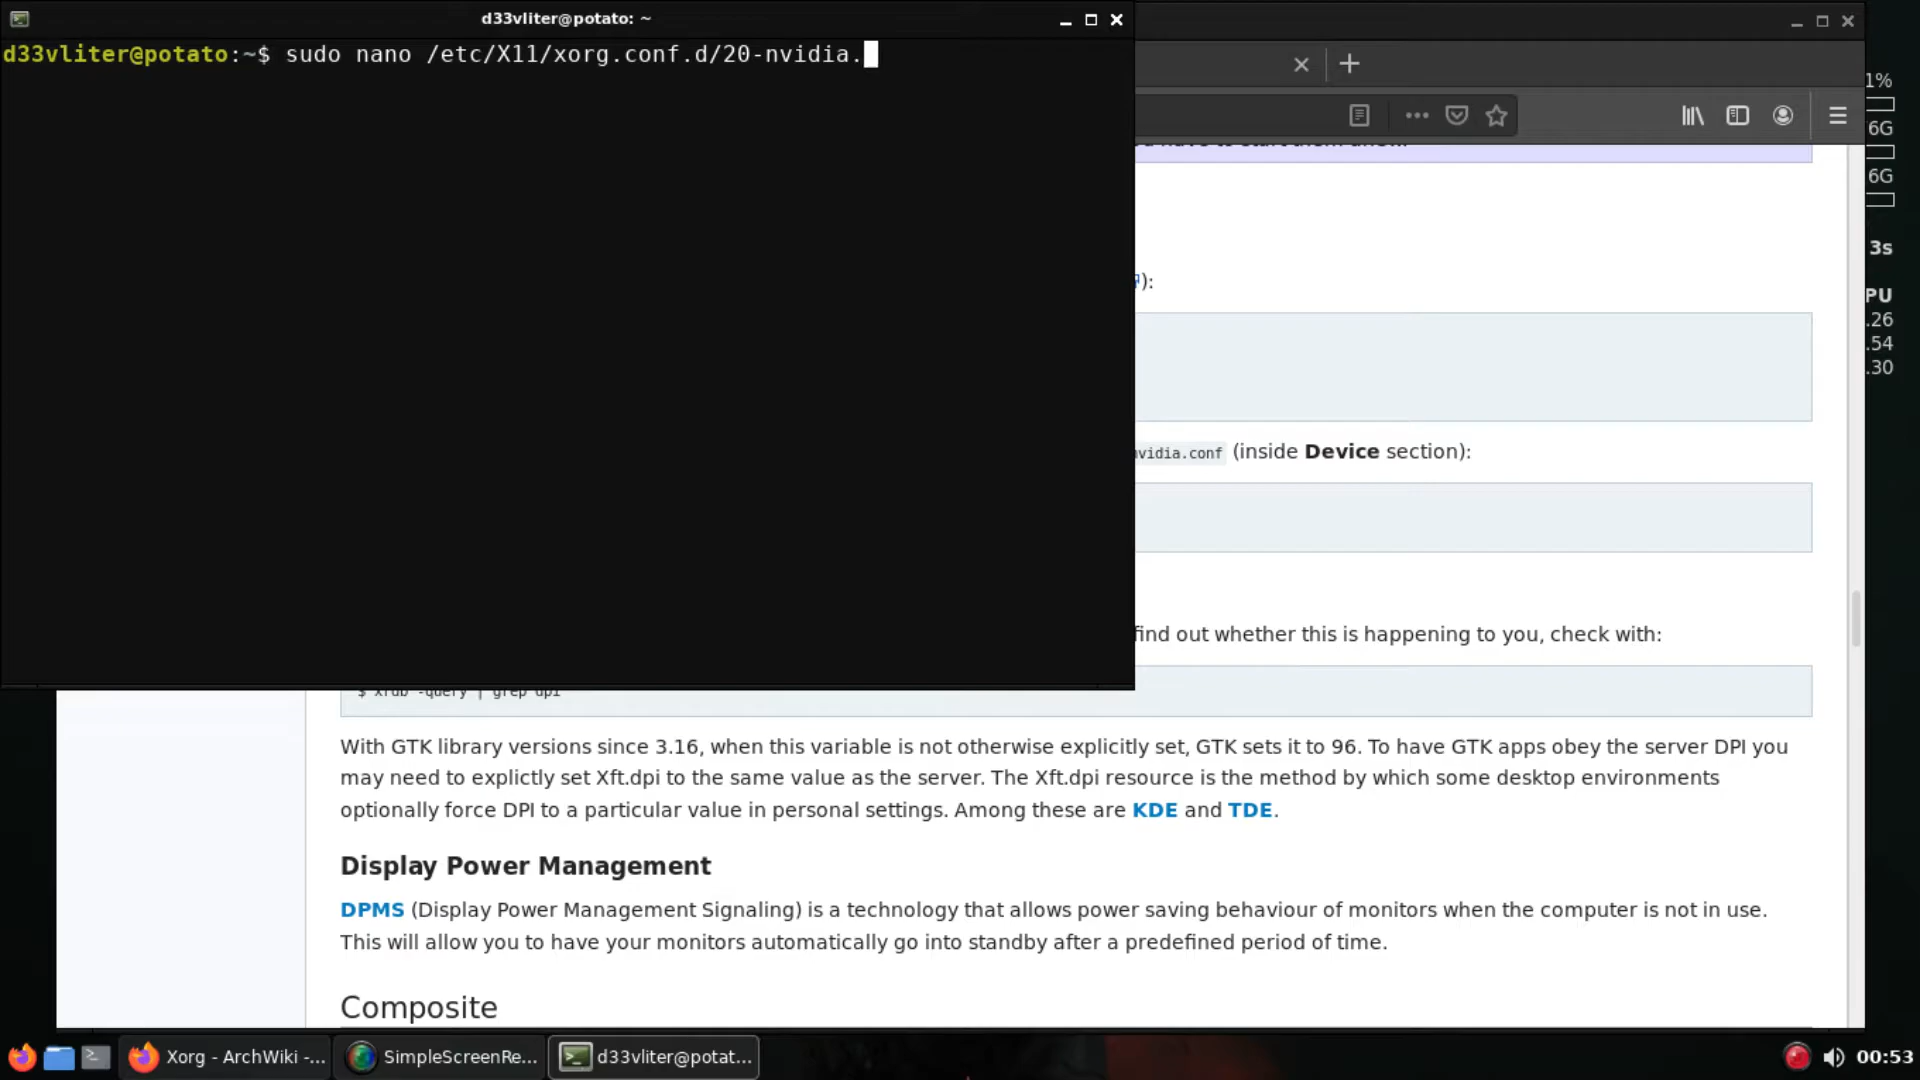 d33vliter@potato: ~
d33vliter@potato:~$ sudo nano /etc/X11/xorg.conf.d/20-nvidia.
1%
6G
6G
3s
):
PU
.26
.54
.30
vidia.conf (inside Device section):
find out whether this is happening to you, check with:
$ xrdb -query | grep dpi
With GTK library versions since 3.16, when this variable is not otherwise explicitly set, GTK sets it to 96. To have GTK apps obey the server DPI you
may need to explictly set Xft.dpi to the same value as the server. The Xft.dpi resource is the method by which some desktop environments
optionally force DPI to a particular value in personal settings. Among these are KDE and TDE.
Display Power Management
DPMS (Display Power Management Signaling) is a technology that allows power saving behaviour of monitors when the computer is not in use.
This will allow you to have your monitors automatically go into standby after a predefined period of time.
Composite
Xorg - ArchWiki -...
SimpleScreenRe...
d33vliter@potat...
00:53